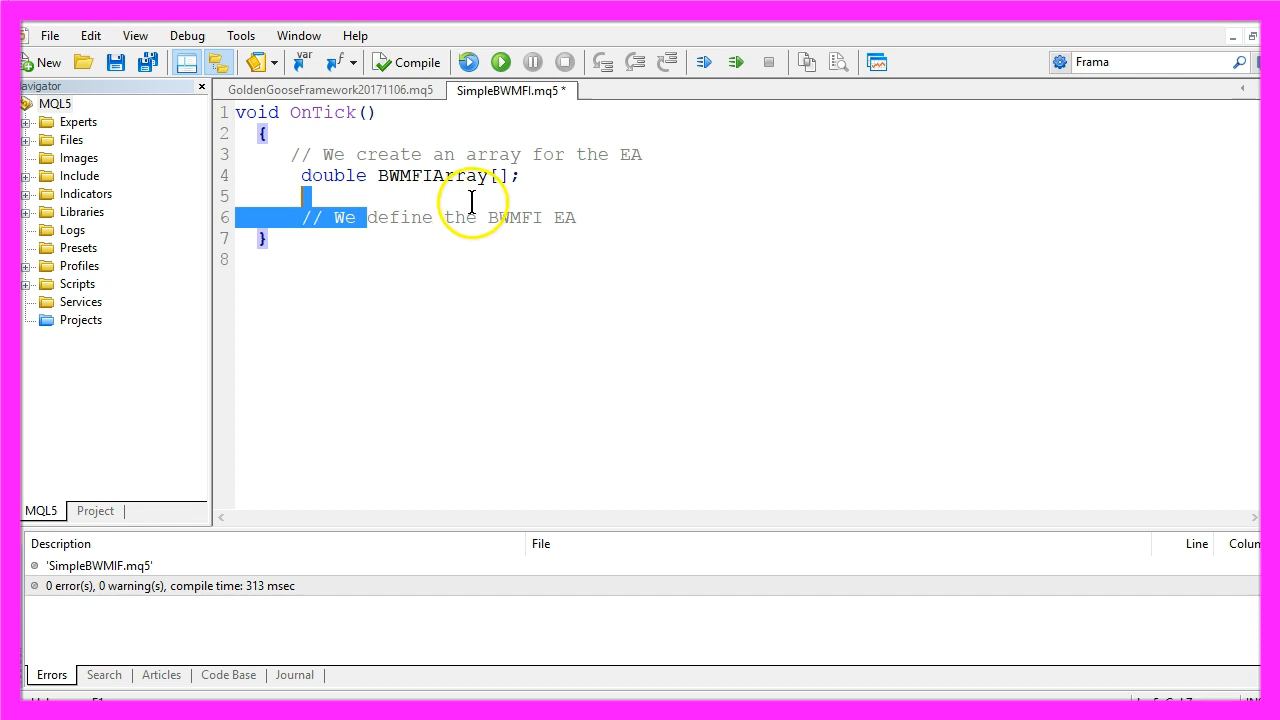 File Edit View Debug Tools Window Help
New var Compile Frama
avigator GoldenGooseFramework20171106.mq5 SimpleBWMFI.mq5 *
MQL5
Experts
Files
Images
Include
Indicators
Libraries
Logs
Presets
Profiles
Scripts
Services
Projects
1 void OnTick()
2 {
3 // We create an array for the EA
4 double BWMFIArray[];
5
6 // We define the BWMFI EA
7 }
8
MQL5 Project
Description File Line Colun
'SimpleBWMIF.mq5'
0 error(s), 0 warning(s), compile time: 313 msec
Errors Search Articles Code Base Journal